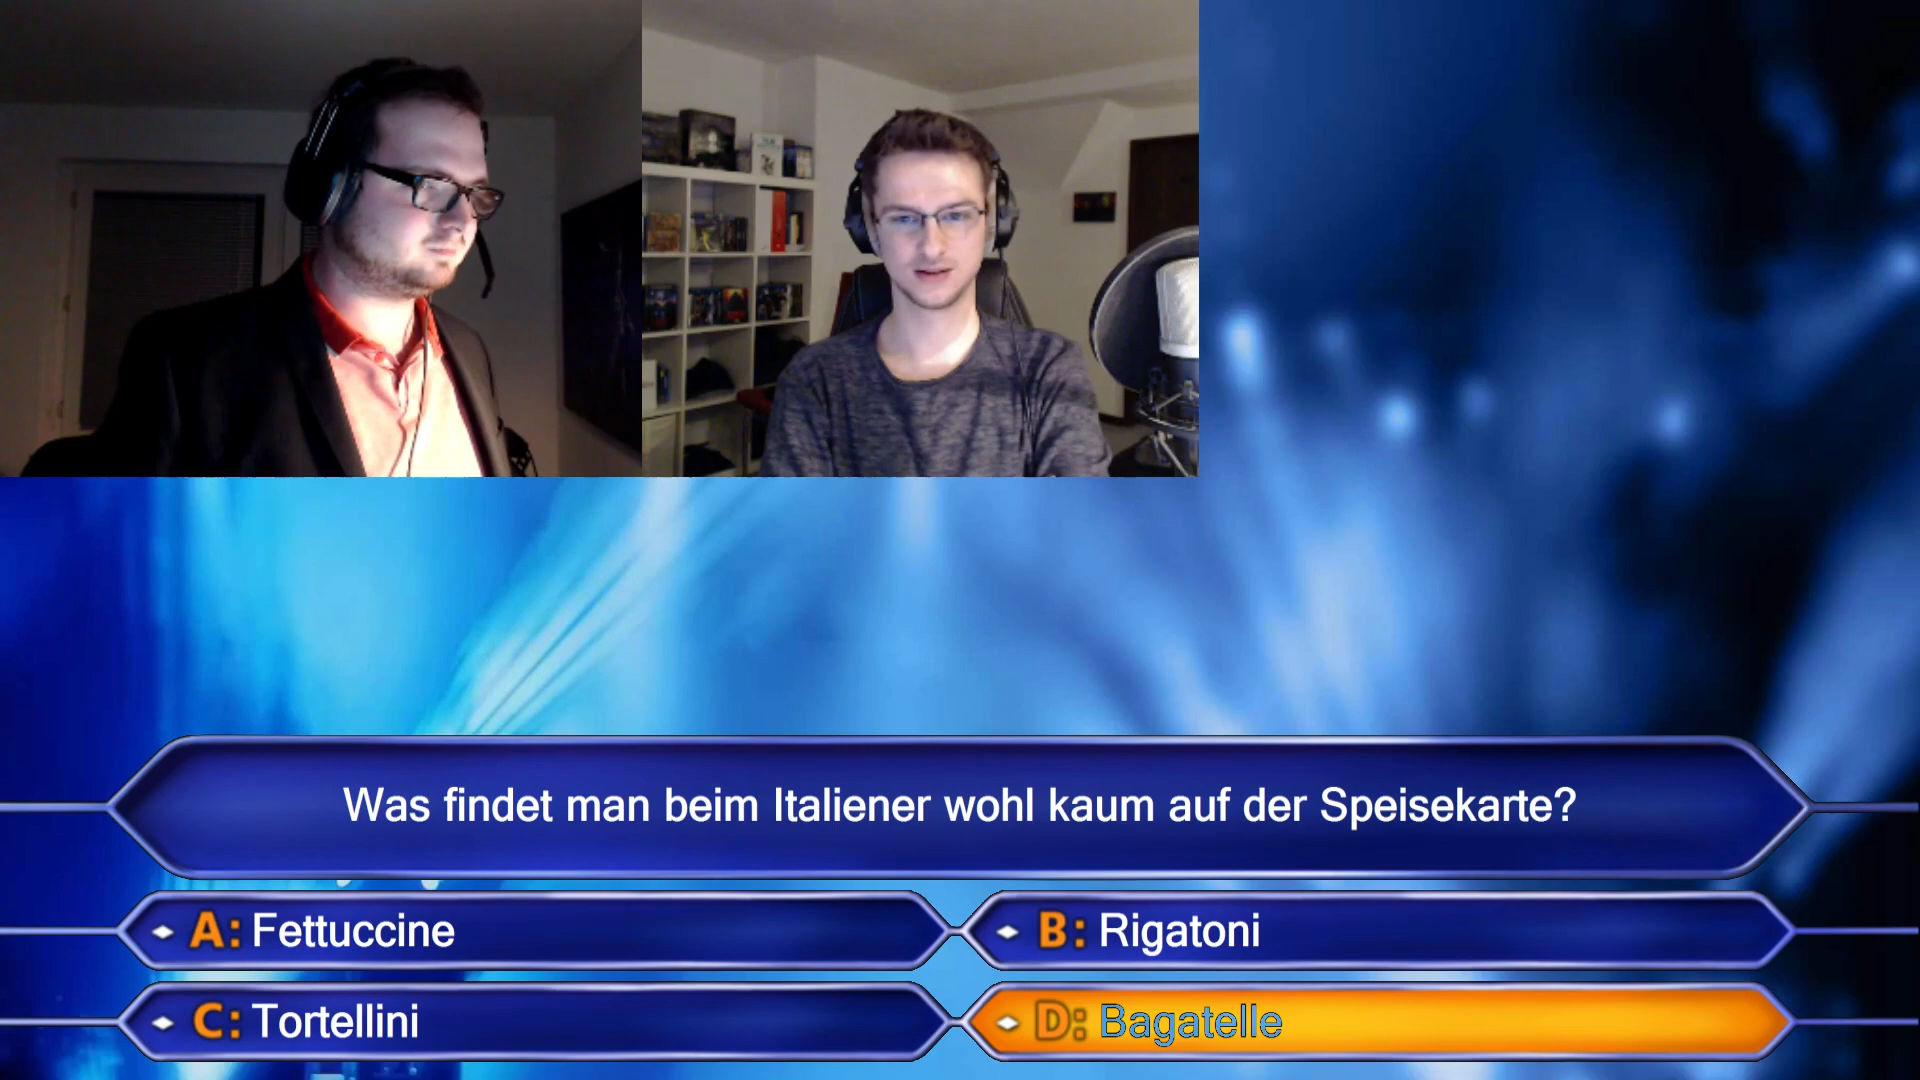 Was findet man beim Italiener wohl kaum auf der Speisekarte?
A: Fettuccine
B: Rigatoni
C: Tortellini
D: Bagatelle